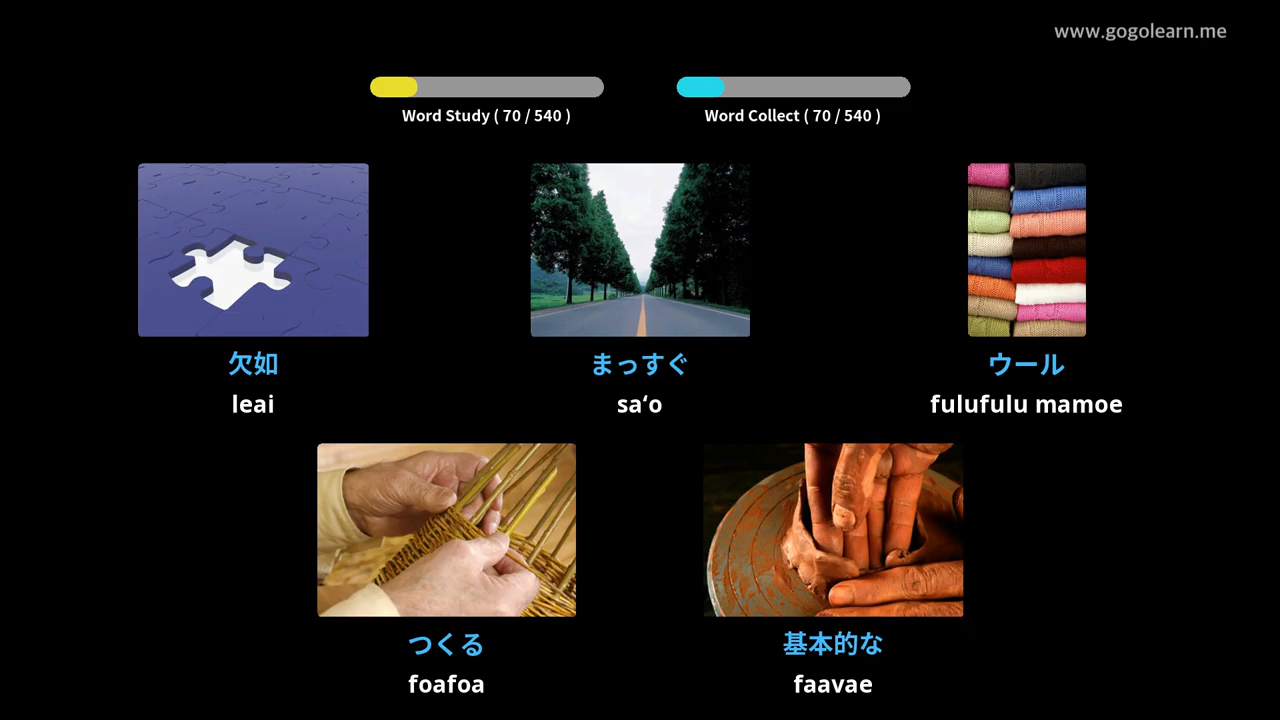 www.gogolearn.me
Word Study ( 70 / 540 )
Word Collect ( 70 / 540 )
欠如
leai
まっすぐ
saʻo
ウール
fulufulu mamoe
つくる
foafoa
基本的な
faavae